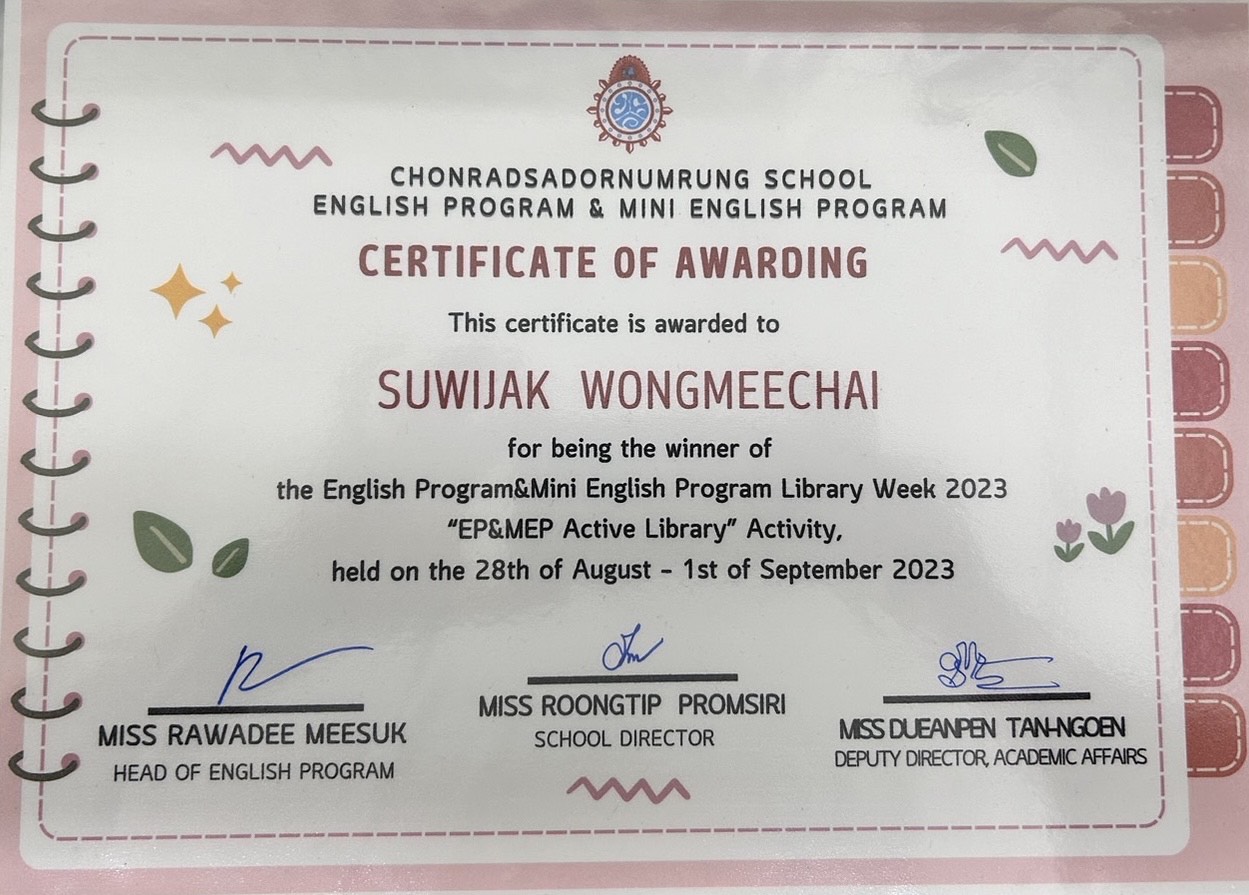 CHONRADSADORNUMRUNG SCHOOL
ENGLISH PROGRAM & MINI ENGLISH PROGRAM
CERTIFICATE OF AWARDING
This certificate is awarded to
SUWIJAK WONGMEECHAI
for being the winner of
the English Program&Mini English Program Library Week 2023
“EP&MEP Active Library” Activity,
held on the 28th of August - 1st of September 2023
MISS RAWADEE MEESUK
HEAD OF ENGLISH PROGRAM
MISS ROONGTIP PROMSIRI
SCHOOL DIRECTOR
MISS DUEANPEN TAN-NGOEN
DEPUTY DIRECTOR, ACADEMIC AFFAIRS